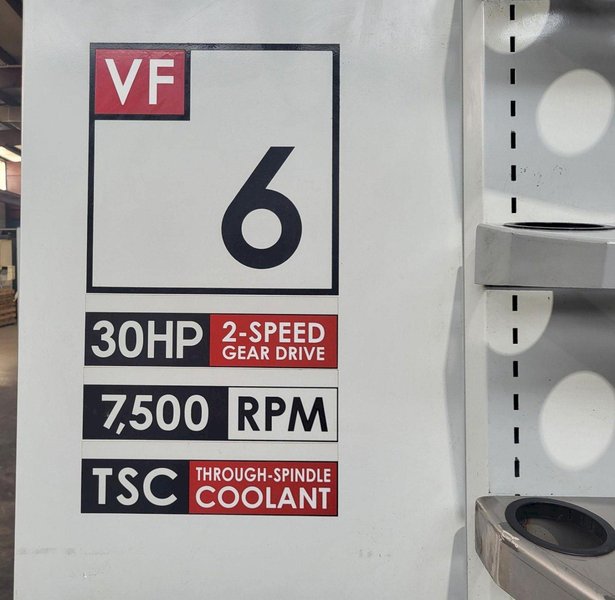 VF
6
30HP 2-SPEED
GEAR DRIVE
7,500 RPM
TSC THROUGH-SPINDLE
COOLANT